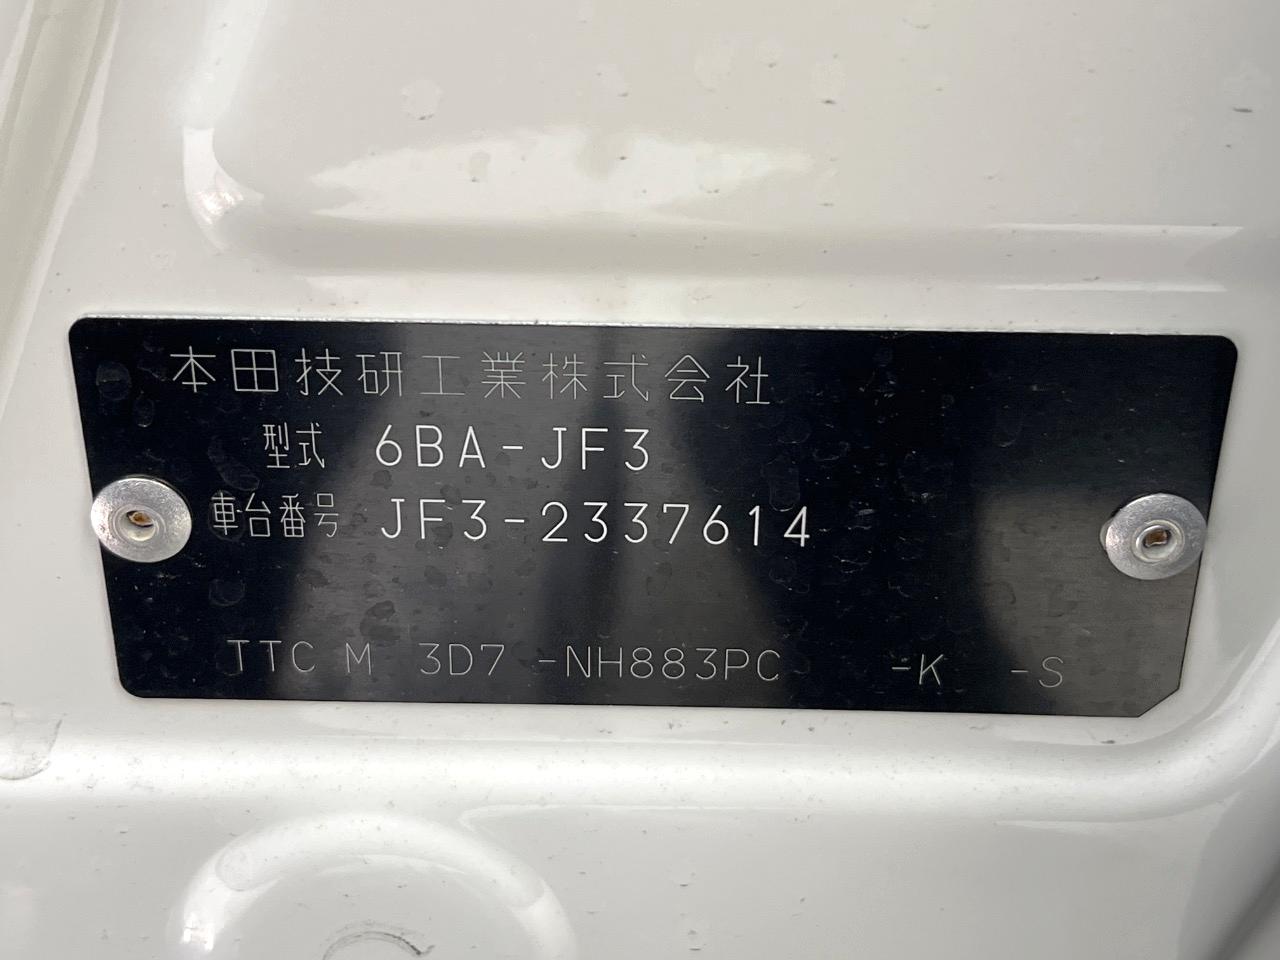 本田技研工業株式会社
型式 6BA-JF3
車台番号 JF3-2337614
TTC M 3D7 -NH883PC -K -S